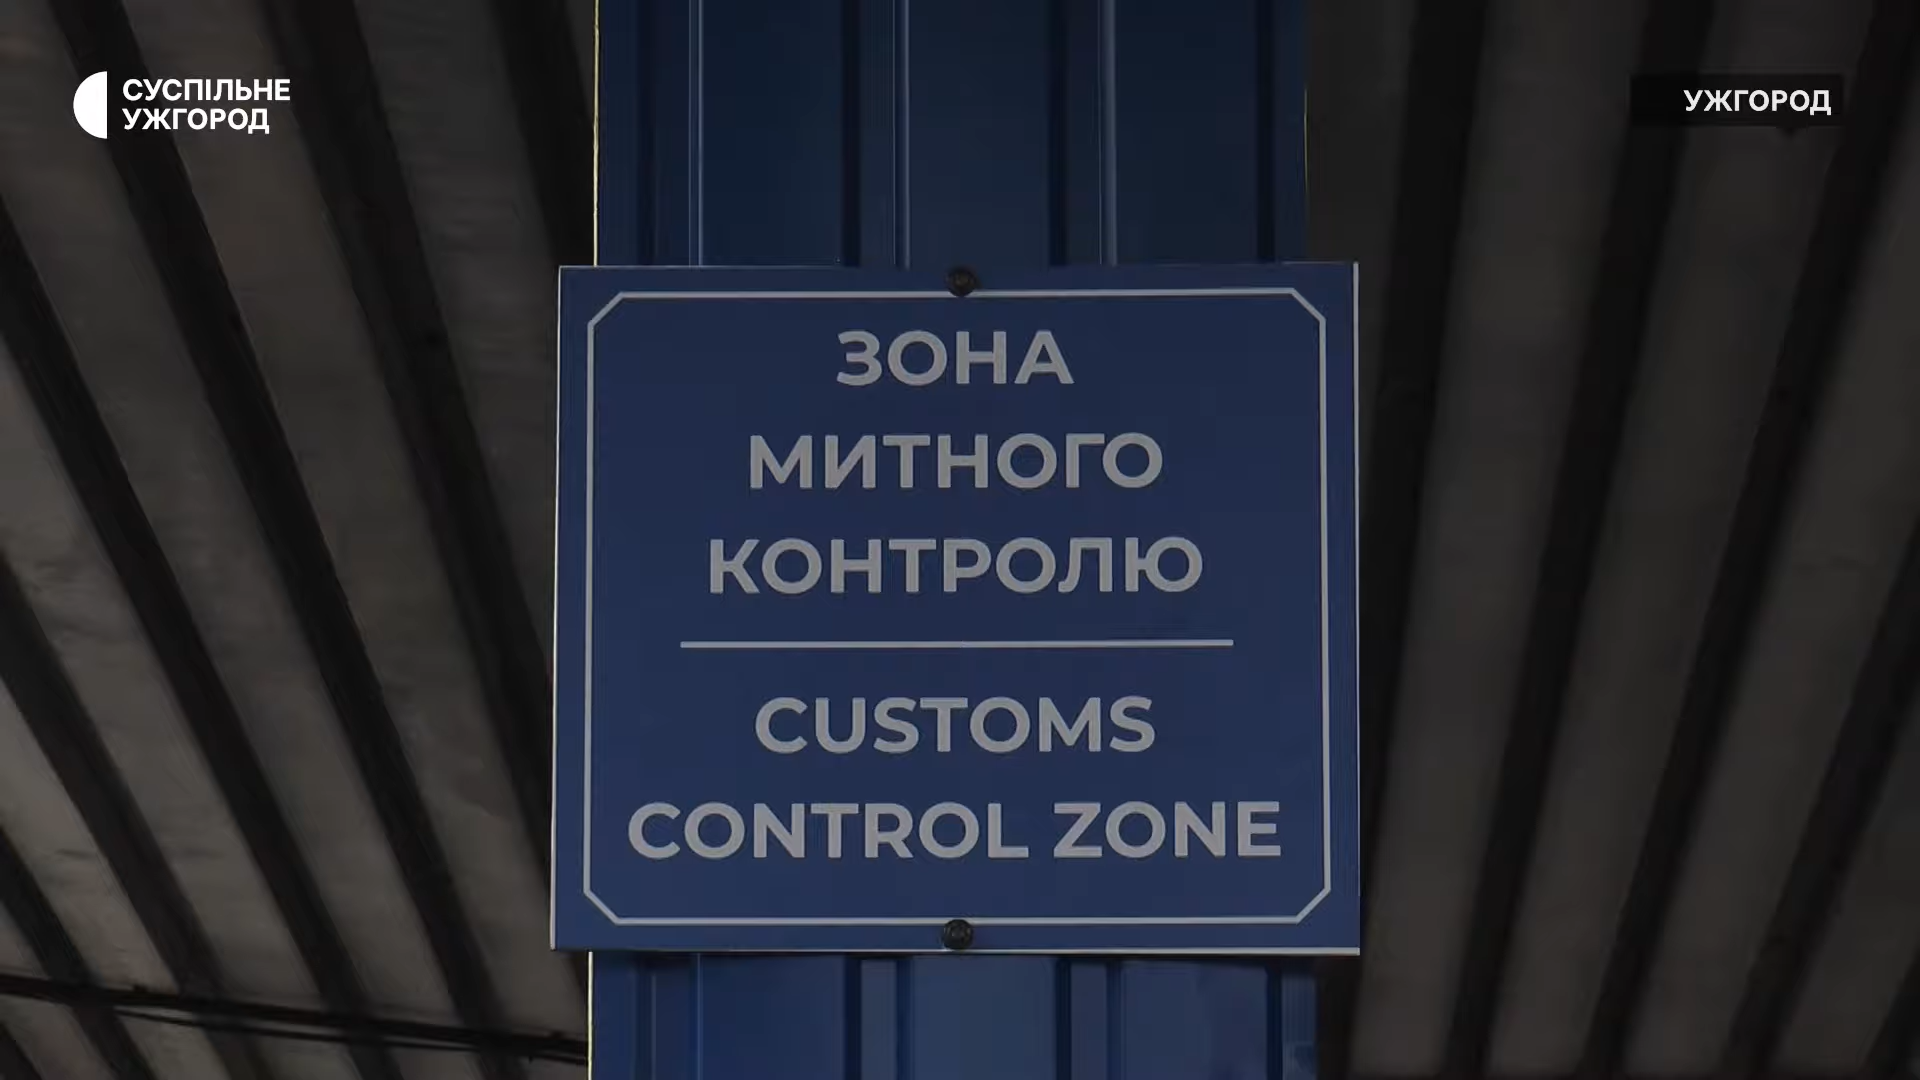 СУСПІЛЬНЕ
УЖГОРОД
УЖГОРОД
ЗОНА
МИТНОГО
КОНТРОЛЮ
CUSTOMS
CONTROL ZONE